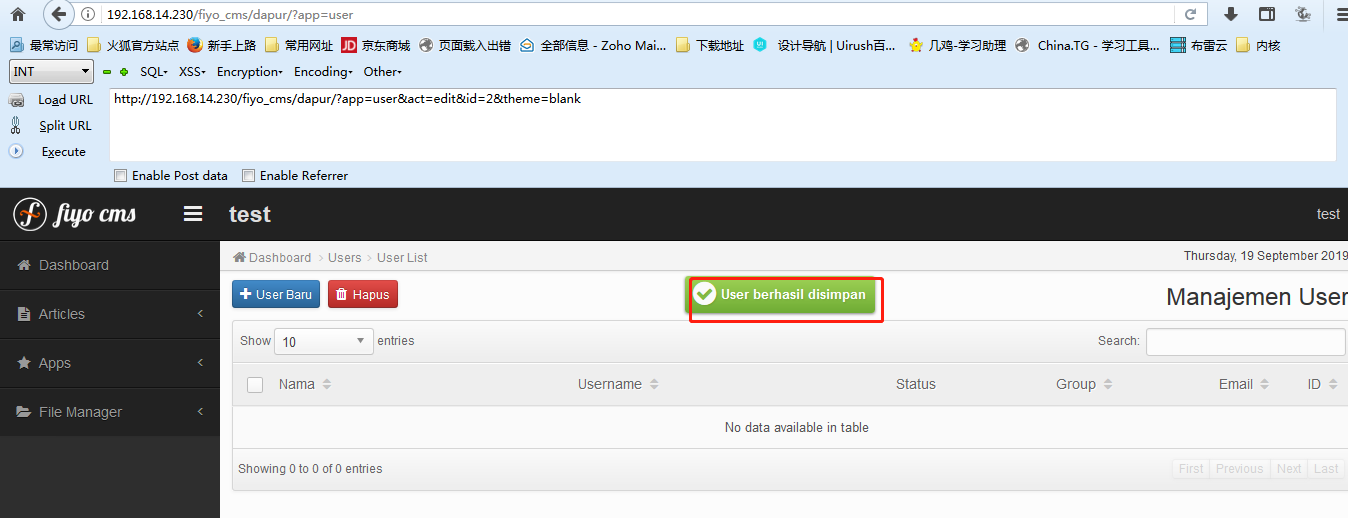 192.168.14.230/fiyo_cms/dapur/?app=user
最常访问 火狐官方站点 新手上路 常用网址 JD 京东商城 页面载入出错 全部信息 - Zoho Mai... 下载地址 设计导航 | Uirush百... 几鸡-学习助理 China.TG - 学习工具... 布雷云 内核
INT SQL XSS Encryption Encoding Other
Load URL http://192.168.14.230/fiyo_cms/dapur/?app=user&act=edit&id=2&theme=blank
Split URL
Execute
Enable Post data Enable Referrer
fiyo cms test test
Dashboard Dashboard Users User List Thursday, 19 September 2019
User Baru Hapus User berhasil disimpan Manajemen User
Articles
Show 10 entries Search:
Apps Nama Username Status Group Email ID
File Manager
No data available in table
Showing 0 to 0 of 0 entries First Previous Next Last